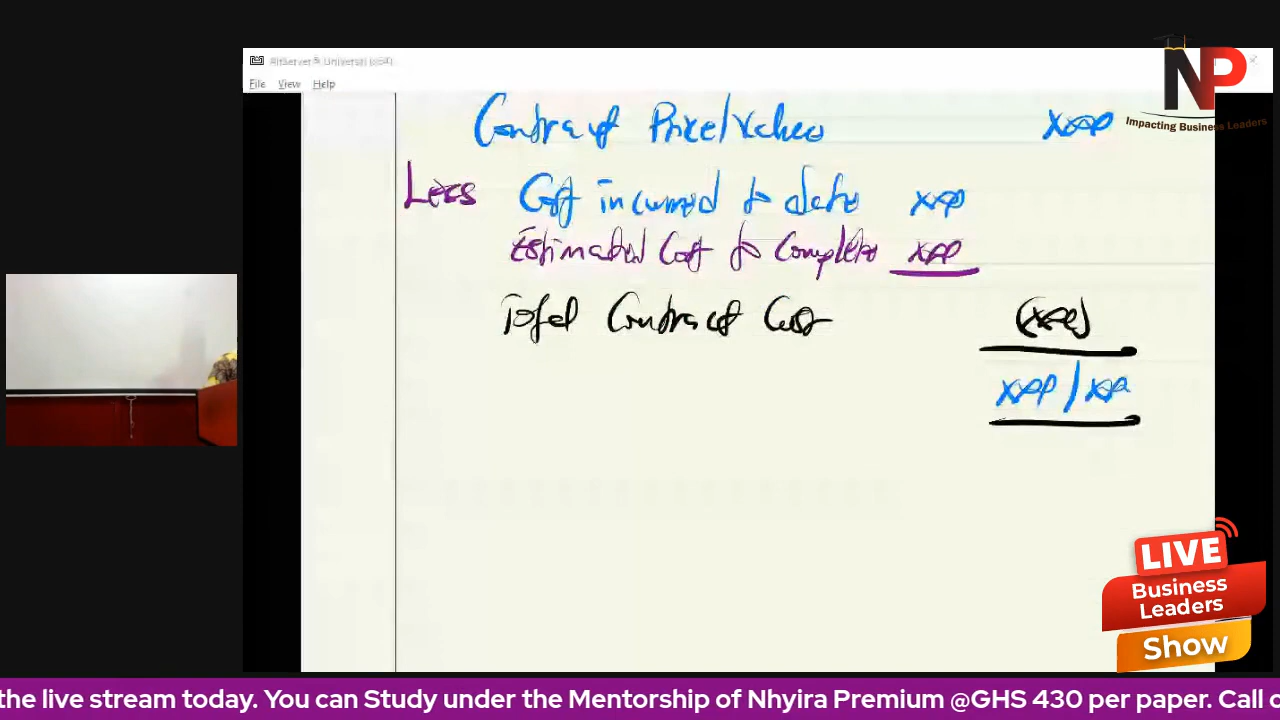 File View Help
NP
Impacting Business Leaders
Contract Price/Value xxx
Less Cost incurred to date xxx
Estimated Cost to Complete xxx
Total Contract Cost (xxx)
xxx/xx
LIVE
Business
Leaders
Show
the live stream today. You can Study under the Mentorship of Nhyira Premium @GHS 430 per paper. Call